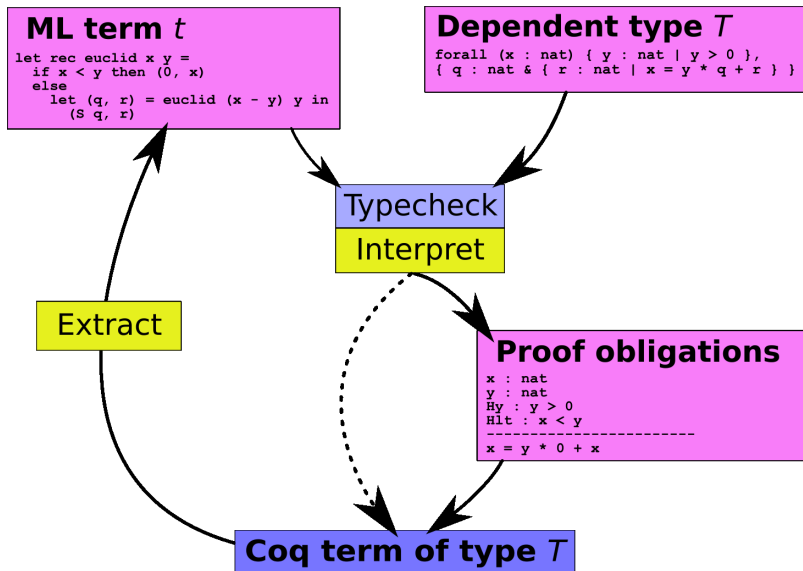 ML term t
let rec euclid x y =
  if x < y then (0, x)
  else
    let (q, r) = euclid (x - y) y in
      (S q, r)
Dependent type T
forall (x : nat) { y : nat | y > 0 },
{ q : nat & { r : nat | x = y * q + r } }
Typecheck
Interpret
Extract
Proof obligations
x : nat
y : nat
Hy : y > 0
Hlt : x < y
------------------------
x = y * 0 + x
Coq term of type T